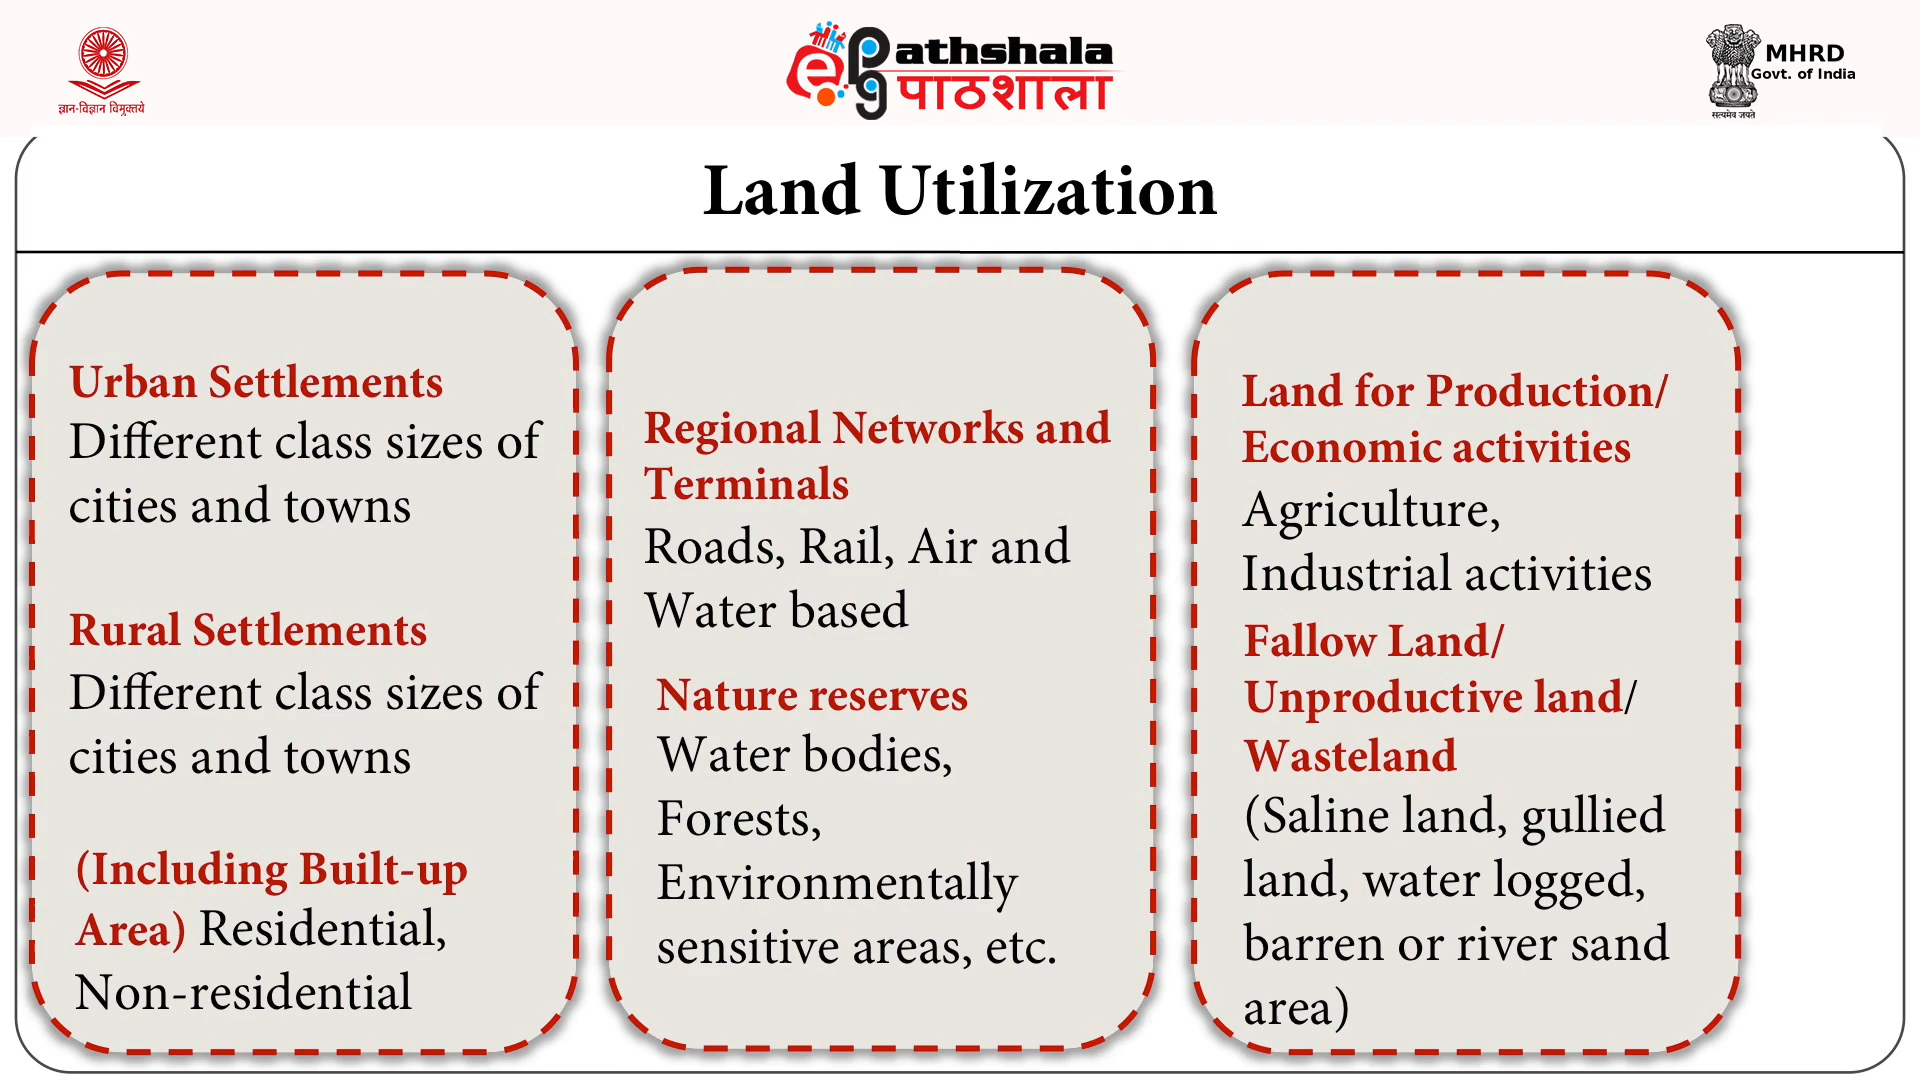 ज्ञान-विज्ञान विमुक्तये
ePathshala
पाठशाला
MHRD
Govt. of India
सत्यमेव जयते
Land Utilization
Urban Settlements
Different class sizes of
cities and towns
Rural Settlements
Different class sizes of
cities and towns
(Including Built-up
Area) Residential,
Non-residential
Regional Networks and
Terminals
Roads, Rail, Air and
Water based
Nature reserves
Water bodies,
Forests,
Environmentally
sensitive areas, etc.
Land for Production/
Economic activities
Agriculture,
Industrial activities
Fallow Land/
Unproductive land/
Wasteland
(Saline land, gullied
land, water logged,
barren or river sand
area)